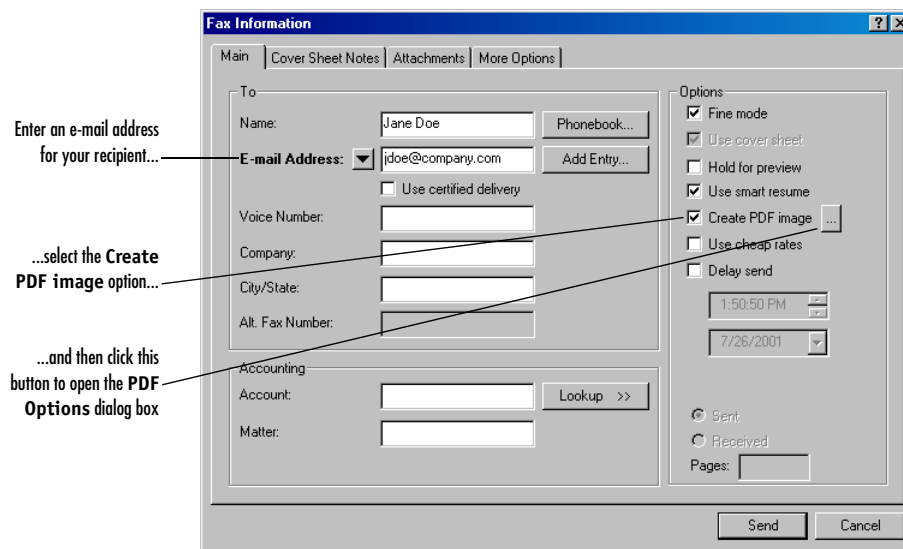 Fax Information
Main Cover Sheet Notes Attachments More Options
Enter an e-mail address
for your recipient...
...select the Create
PDF image option...
...and then click this
button to open the PDF
Options dialog box
To
Name: Jane Doe Phonebook...
E-mail Address: jdoe@company.com Add Entry...
Use certified delivery
Voice Number:
Company:
City/State:
Alt. Fax Number:
Accounting
Account: Lookup >>
Matter:
Options
Fine mode
Use cover sheet
Hold for preview
Use smart resume
Create PDF image ...
Use cheap rates
Delay send
1:50:50 PM
7/26/2001
Sent
Received
Pages:
Send Cancel